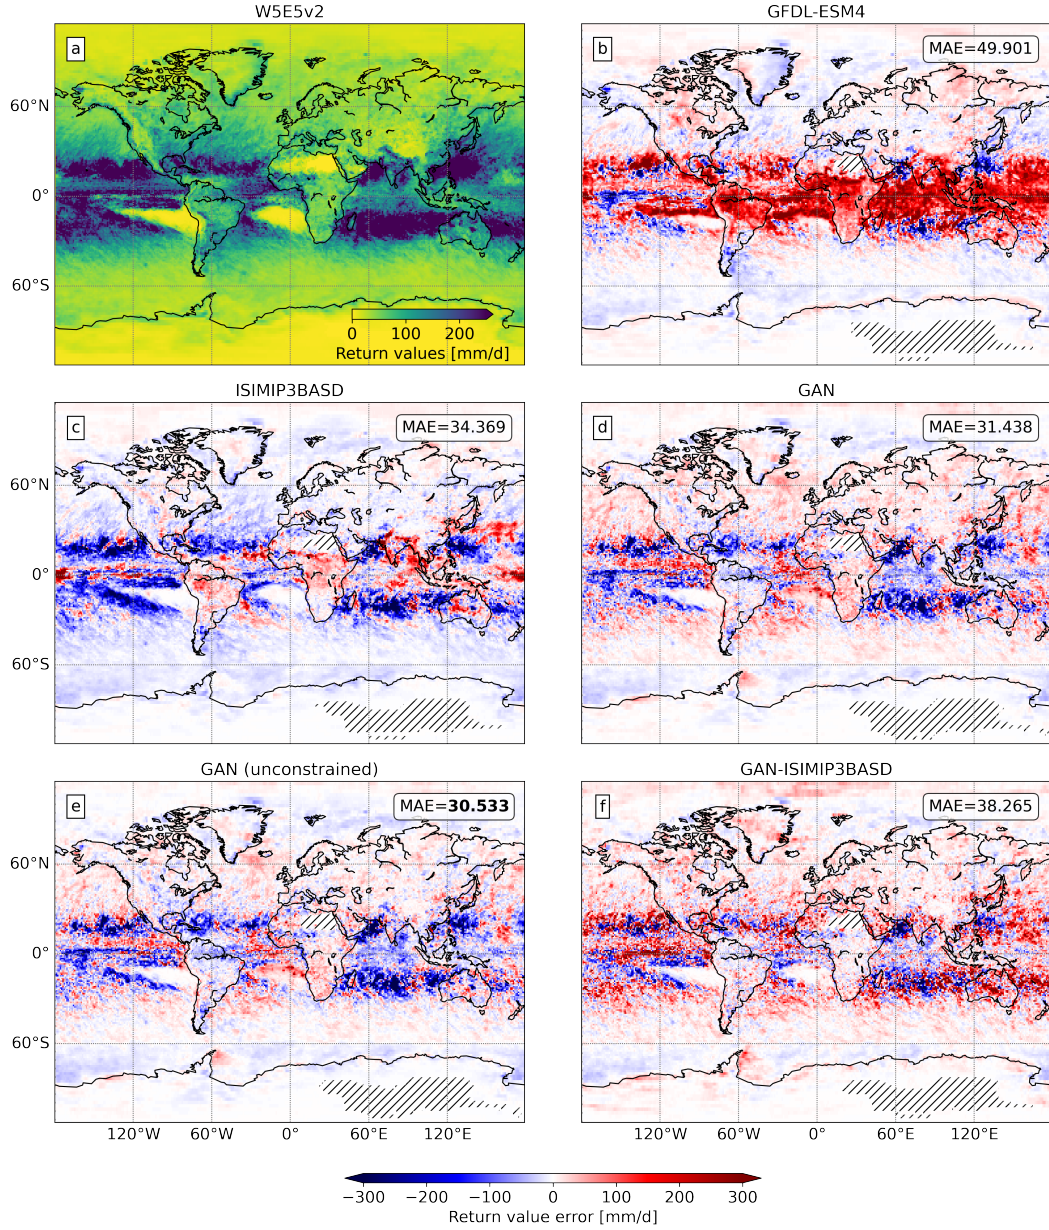 W5E5v2
GFDL-ESM4
a
b
MAE=49.901
60°N
0°
60°S
0 100 200
Return values [mm/d]
ISIMIP3BASD
GAN
c
MAE=34.369
d
MAE=31.438
60°N
0°
60°S
GAN (unconstrained)
GAN-ISIMIP3BASD
e
MAE=30.533
f
MAE=38.265
60°N
0°
60°S
120°W 60°W 0° 60°E 120°E
120°W 60°W 0° 60°E 120°E
−300 −200 −100 0 100 200 300
Return value error [mm/d]